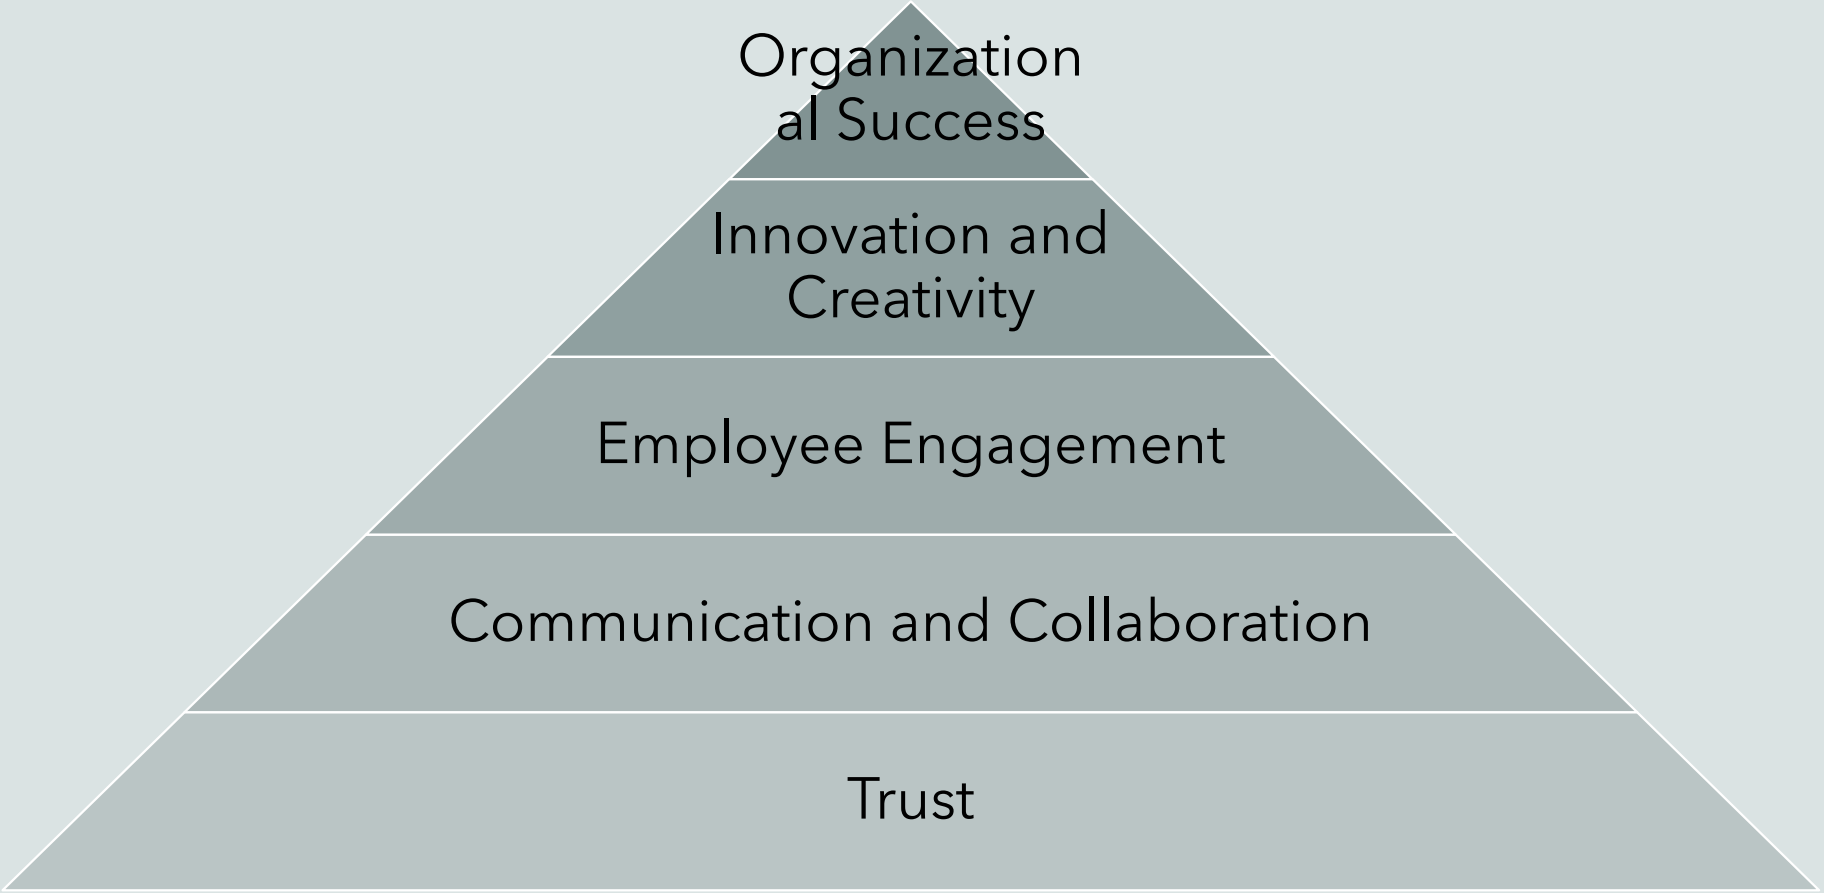 Organization
al Success
Innovation and
Creativity
Employee Engagement
Communication and Collaboration
Trust